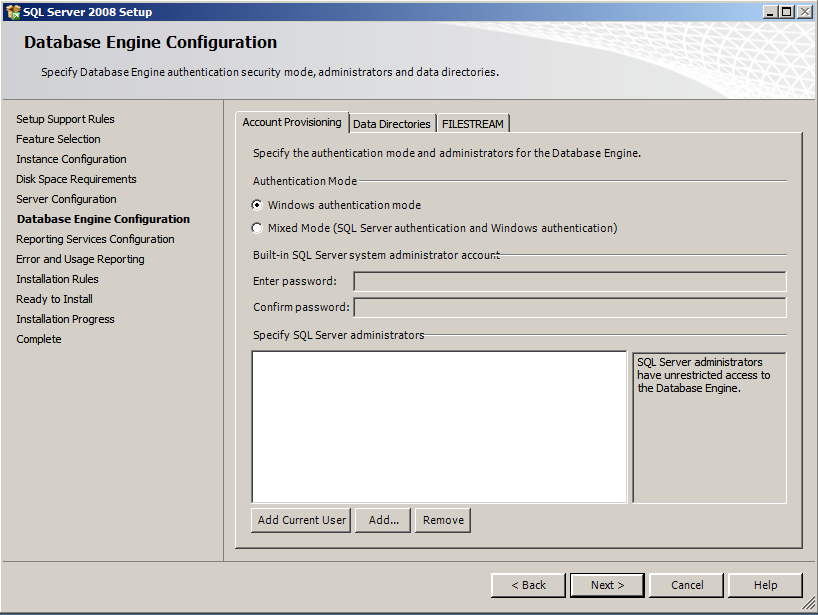 SQL Server 2008 Setup
Database Engine Configuration
Specify Database Engine authentication security mode, administrators and data directories.
Setup Support Rules
Feature Selection
Instance Configuration
Disk Space Requirements
Server Configuration
Database Engine Configuration
Reporting Services Configuration
Error and Usage Reporting
Installation Rules
Ready to Install
Installation Progress
Complete
Account Provisioning
Data Directories
FILESTREAM
Specify the authentication mode and administrators for the Database Engine.
Authentication Mode
Windows authentication mode
Mixed Mode (SQL Server authentication and Windows authentication)
Built-in SQL Server system administrator account
Enter password:
Confirm password:
Specify SQL Server administrators
SQL Server administrators
have unrestricted access to
the Database Engine.
Add Current User
Add...
Remove
< Back
Next >
Cancel
Help